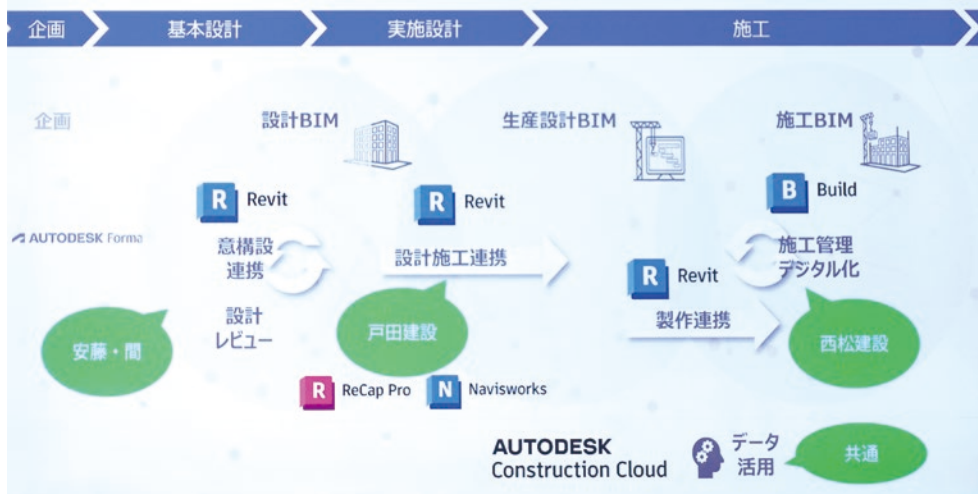 企画
基本設計
実施設計
施工
企画
設計BIM
生産設計BIM
施工BIM
R Revit
R Revit
B Build
AUTODESK Forma
意構設
連携
設計施工連携
施工管理
デジタル化
R Revit
設計
レビュー
製作連携
安藤・間
戸田建設
西松建設
R ReCap Pro
N Navisworks
AUTODESK
Construction Cloud
データ
活用
共通